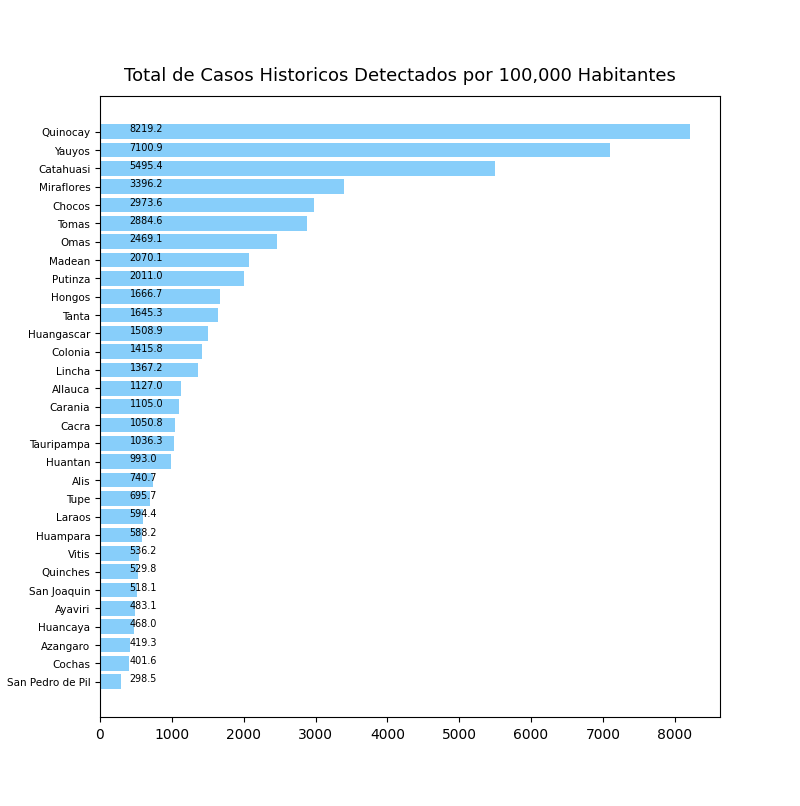 Total de Casos Historicos Detectados por 100,000 Habitantes
Quinocay 8219.2
Yauyos 7100.9
Catahuasi 5495.4
Miraflores 3396.2
Chocos 2973.6
Tomas 2884.6
Omas 2469.1
Madean 2070.1
Putinza 2011.0
Hongos 1666.7
Tanta 1645.3
Huangascar 1508.9
Colonia 1415.8
Lincha 1367.2
Allauca 1127.0
Carania 1105.0
Cacra 1050.8
Tauripampa 1036.3
Huantan 993.0
Alis 740.7
Tupe 695.7
Laraos 594.4
Huampara 588.2
Vitis 536.2
Quinches 529.8
San Joaquin 518.1
Ayaviri 483.1
Huancaya 468.0
Azangaro 419.3
Cochas 401.6
San Pedro de Pil 298.5
0 1000 2000 3000 4000 5000 6000 7000 8000